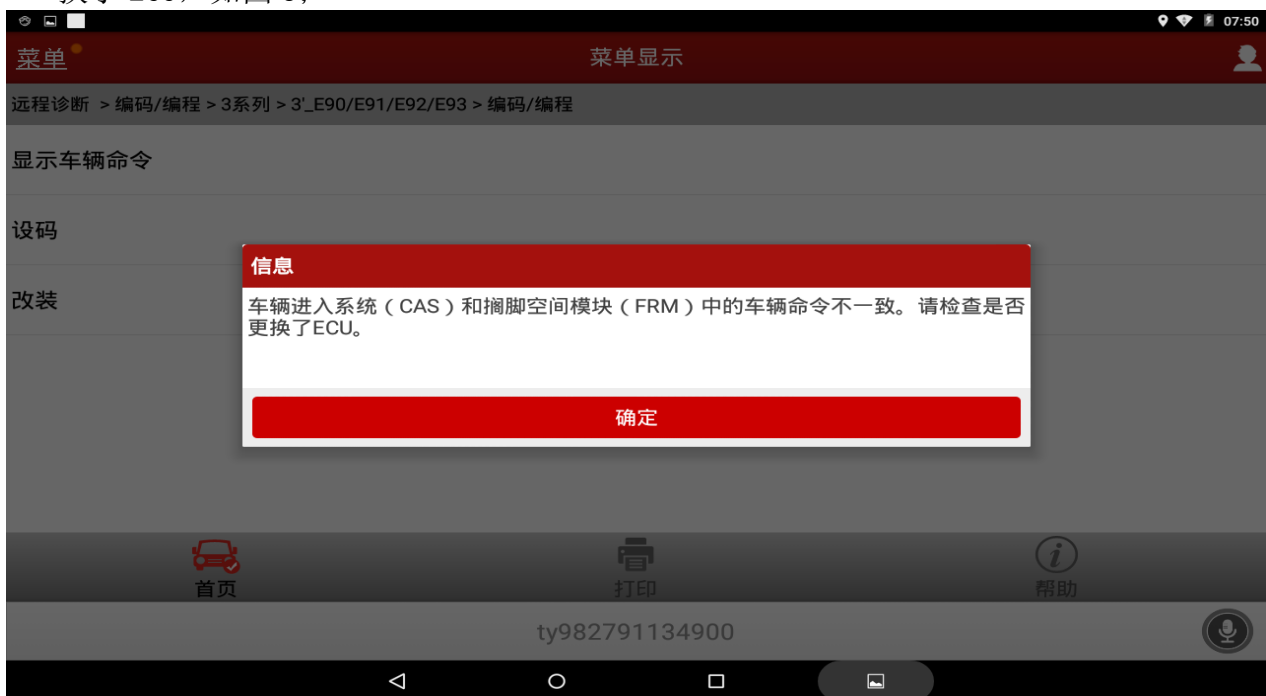 07:50
菜单
菜单显示
远程诊断 > 编码/编程 > 3系列 > 3'_E90/E91/E92/E93 > 编码/编程
显示车辆命令
设码
改装
信息
车辆进入系统（CAS）和搁脚空间模块（FRM）中的车辆命令不一致。请检查是否
更换了ECU。
确定
首页
打印
帮助
ty982791134900